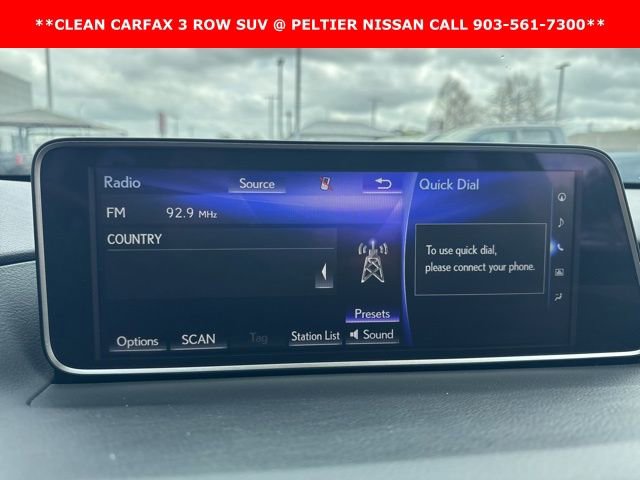 **CLEAN CARFAX 3 ROW SUV @ PELTIER NISSAN CALL 903-561-7300**
Radio
Source
Quick Dial
FM 92.9 MHz
COUNTRY
To use quick dial,
please connect your phone.
Presets
Options
SCAN
Tag
Station List
Sound